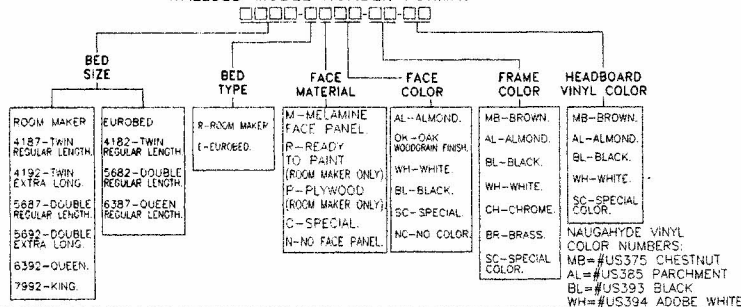 BED
SIZE
BED
TYPE
FACE
MATERIAL
FACE
COLOR
FRAME
COLOR
HEADBOARD
VINYL COLOR
ROOM MAKER
4187-TWIN
REGULAR LENGTH.
4192-TWIN
EXTRA LONG.
5687-DOUBLE
REGULAR LENGTH.
5692-DOUBLE
EXTRA LONG.
6392-QUEEN.
7992-KING.
EUROBED
4182-TWIN
REGULAR LENGTH.
5682-DOUBLE
REGULAR LENGTH.
6387-QUEEN
REGULAR LENGTH.
R-ROOM MAKER
E-EUROBED.
M-MELAMINE
FACE PANEL.
R-READY
TO PAINT
(ROOM MAKER ONLY)
P-PLYWOOD
(ROOM MAKER ONLY)
C-SPECIAL.
N-NO FACE PANEL.
AL-ALMOND.
OK-OAK
WOODGRAIN FINISH.
WH-WHITE.
BL-BLACK.
SC-SPECIAL.
NC-NO COLOR.
MB-BROWN.
AL-ALMOND.
BL-BLACK.
WH-WHITE.
CH-CHROME.
BR-BRASS.
SC-SPECIAL
COLOR.
MB-BROWN.
AL-ALMOND.
BL-BLACK.
WH-WHITE.
SC-SPECIAL
COLOR.
NAUGAHYDE VINYL
COLOR NUMBERS:
MB=#US375 CHESTNUT
AL=#US385 PARCHMENT
BL=#US393 BLACK
WH=#US394 ADOBE WHITE